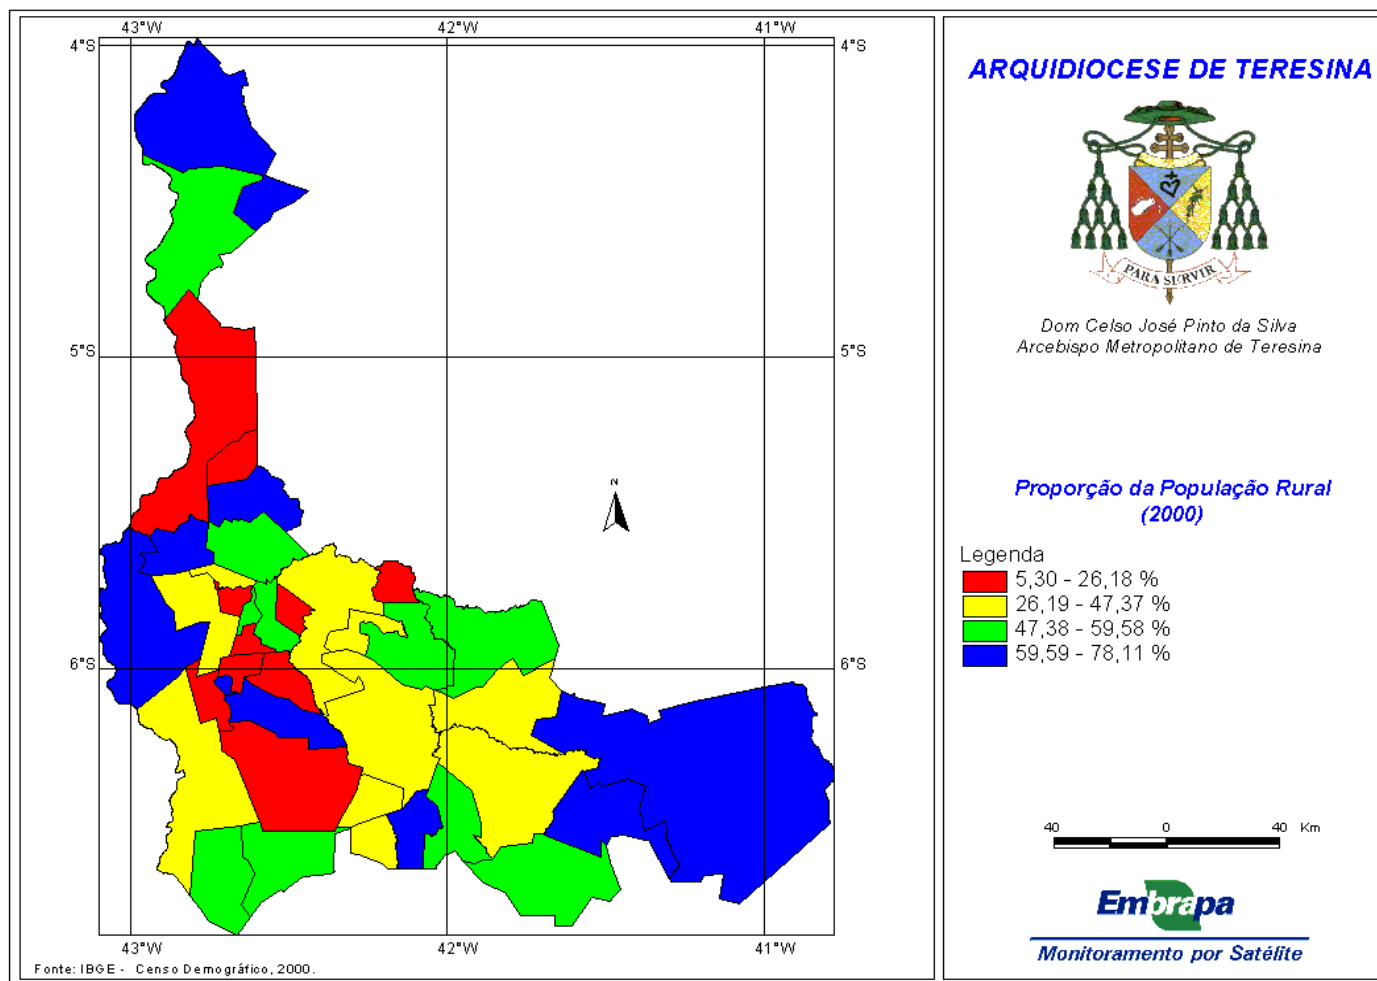 43°W 42°W 41°W
4°S 4°S
5°S 5°S
6°S 6°S
43°W 42°W 41°W
N
Fonte: IBGE - Censo Demográfico, 2000.
ARQUIDIOCESE DE TERESINA
PARA SERVIR
Dom Celso José Pinto da Silva
Arcebispo Metropolitano de Teresina
Proporção da População Rural
(2000)
Legenda
5,30 - 26,18 %
26,19 - 47,37 %
47,38 - 59,58 %
59,59 - 78,11 %
40 0 40 Km
Embrapa
Monitoramento por Satélite